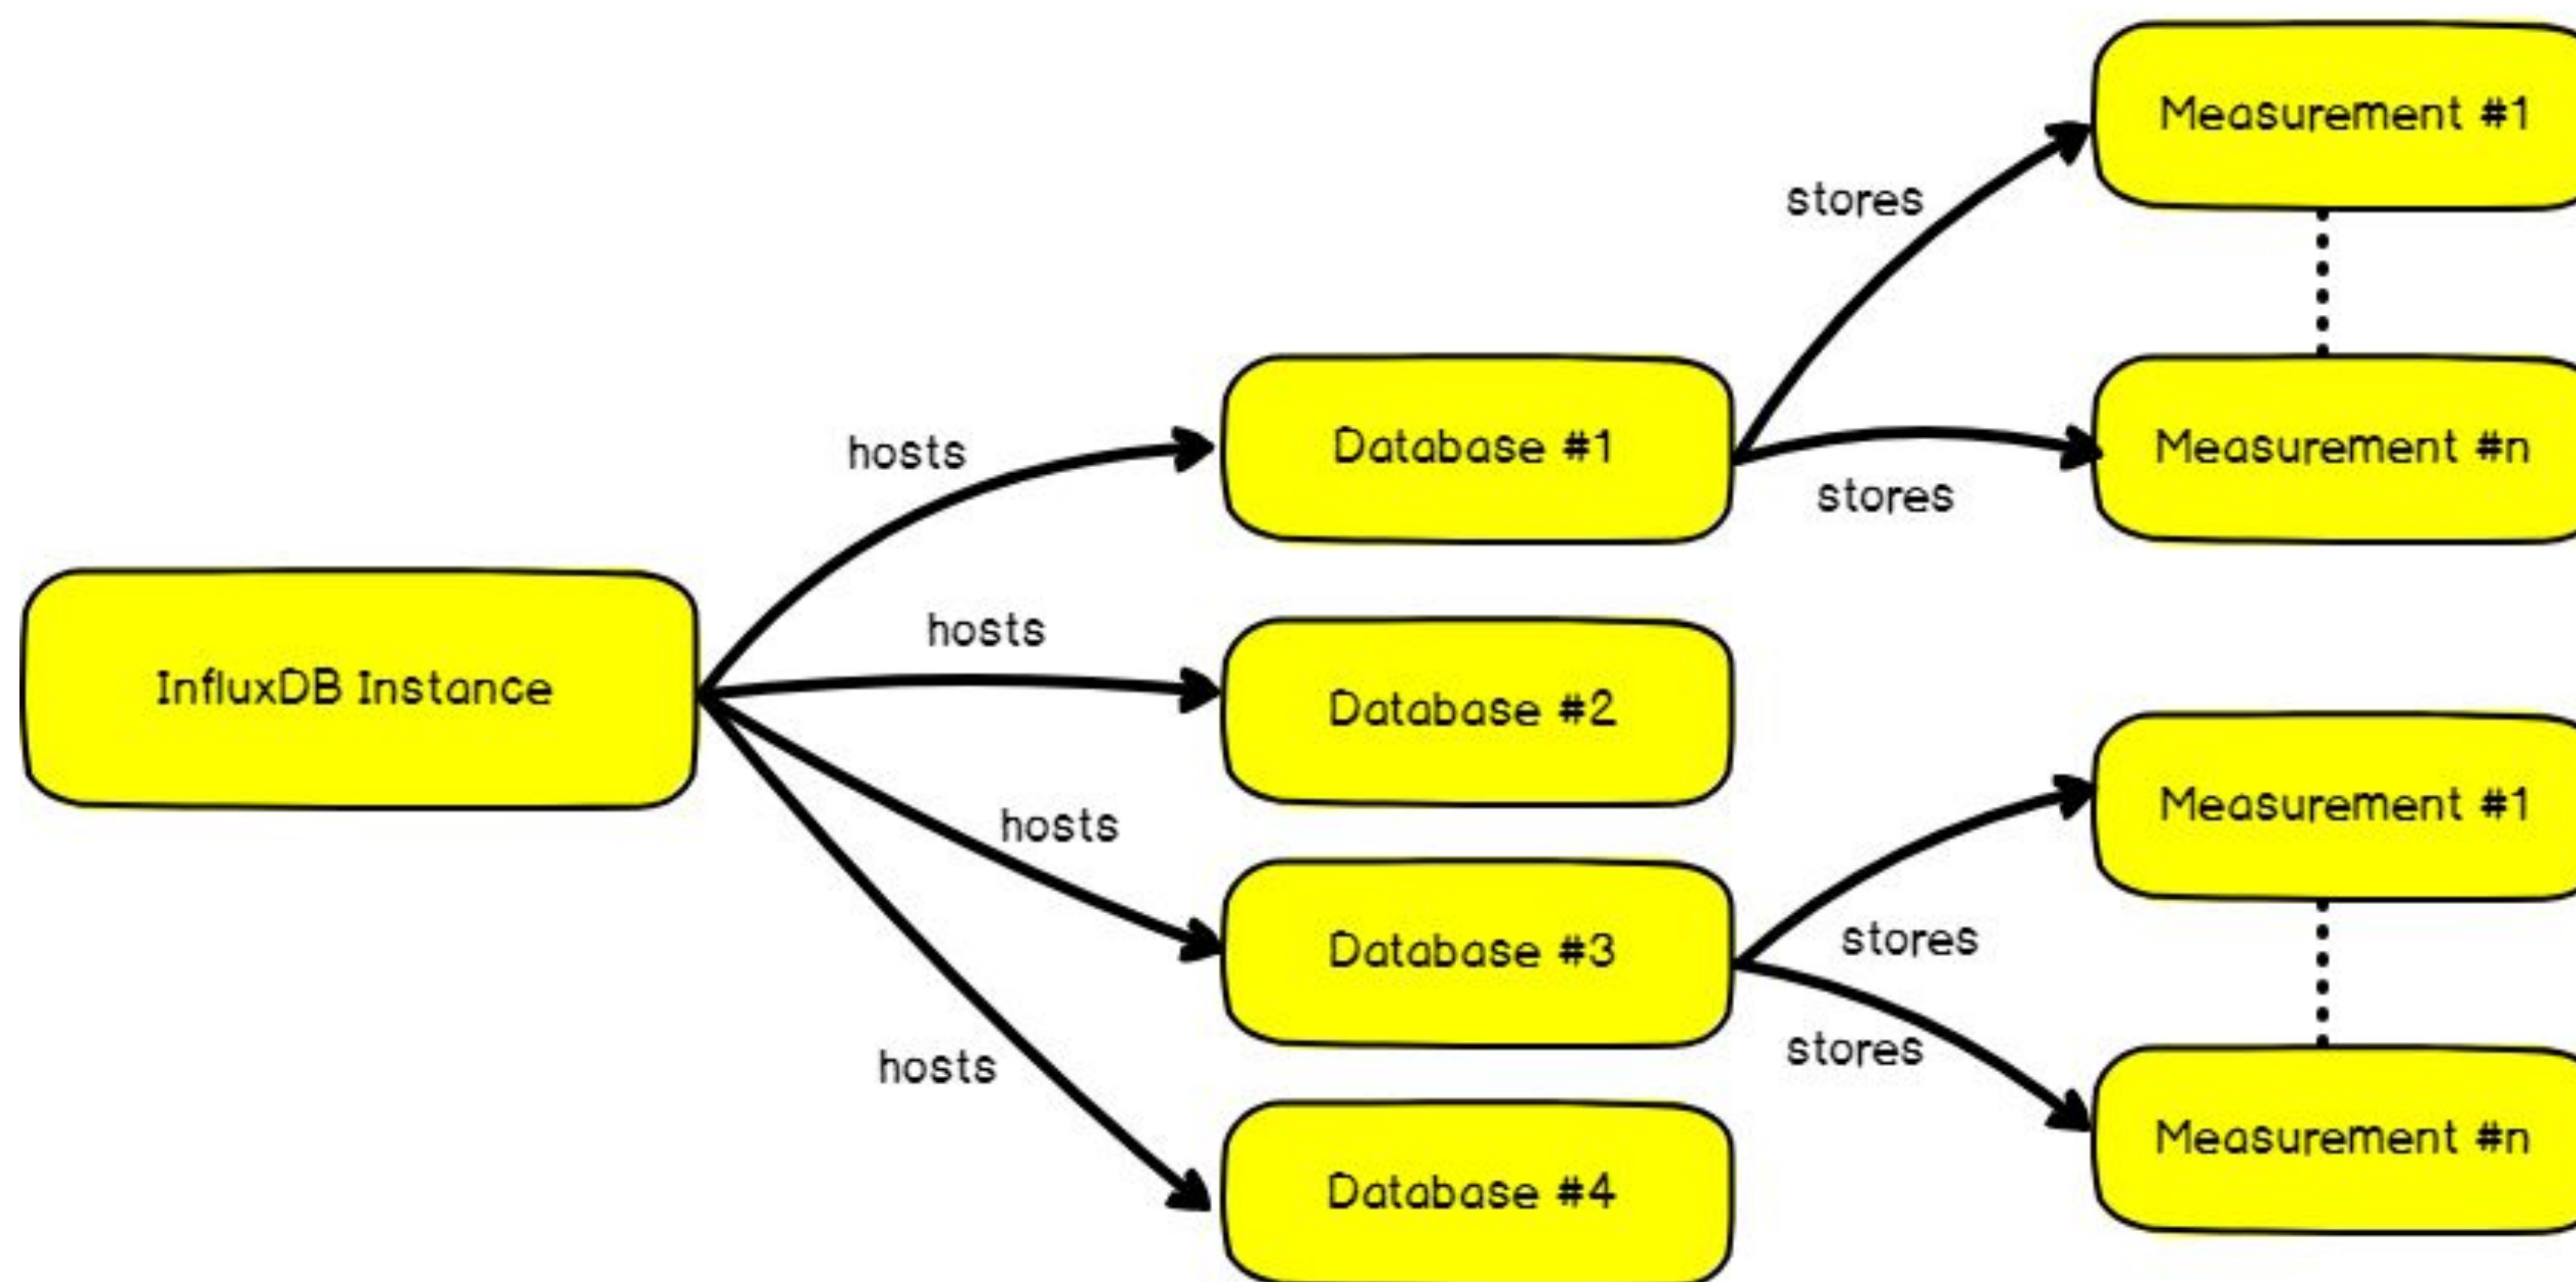 Measurement #1
stores
hosts
Database #1
Measurement #n
stores
hosts
InfluxDB Instance
Database #2
Measurement #1
hosts
stores
Database #3
stores
hosts
Measurement #n
Database #4